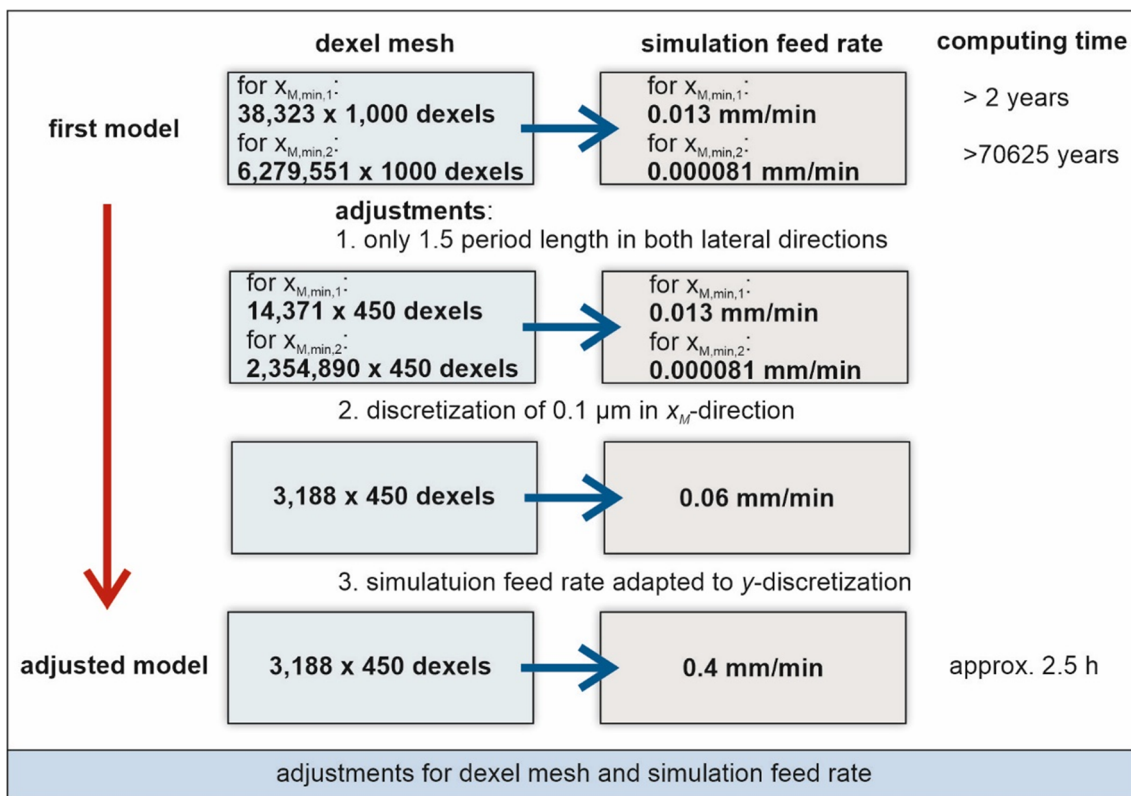 dexel mesh
simulation feed rate
computing time
first model
for xM,min,1:
38,323 x 1,000 dexels
for xM,min,2:
6,279,551 x 1000 dexels
for xM,min,1:
0.013 mm/min
for xM,min,2:
0.000081 mm/min
> 2 years
>70625 years
adjustments:
1. only 1.5 period length in both lateral directions
for xM,min,1:
14,371 x 450 dexels
for xM,min,2:
2,354,890 x 450 dexels
for xM,min,1:
0.013 mm/min
for xM,min,2:
0.000081 mm/min
2. discretization of 0.1 µm in xM-direction
3,188 x 450 dexels
0.06 mm/min
3. simulatuion feed rate adapted to y-discretization
adjusted model
3,188 x 450 dexels
0.4 mm/min
approx. 2.5 h
adjustments for dexel mesh and simulation feed rate